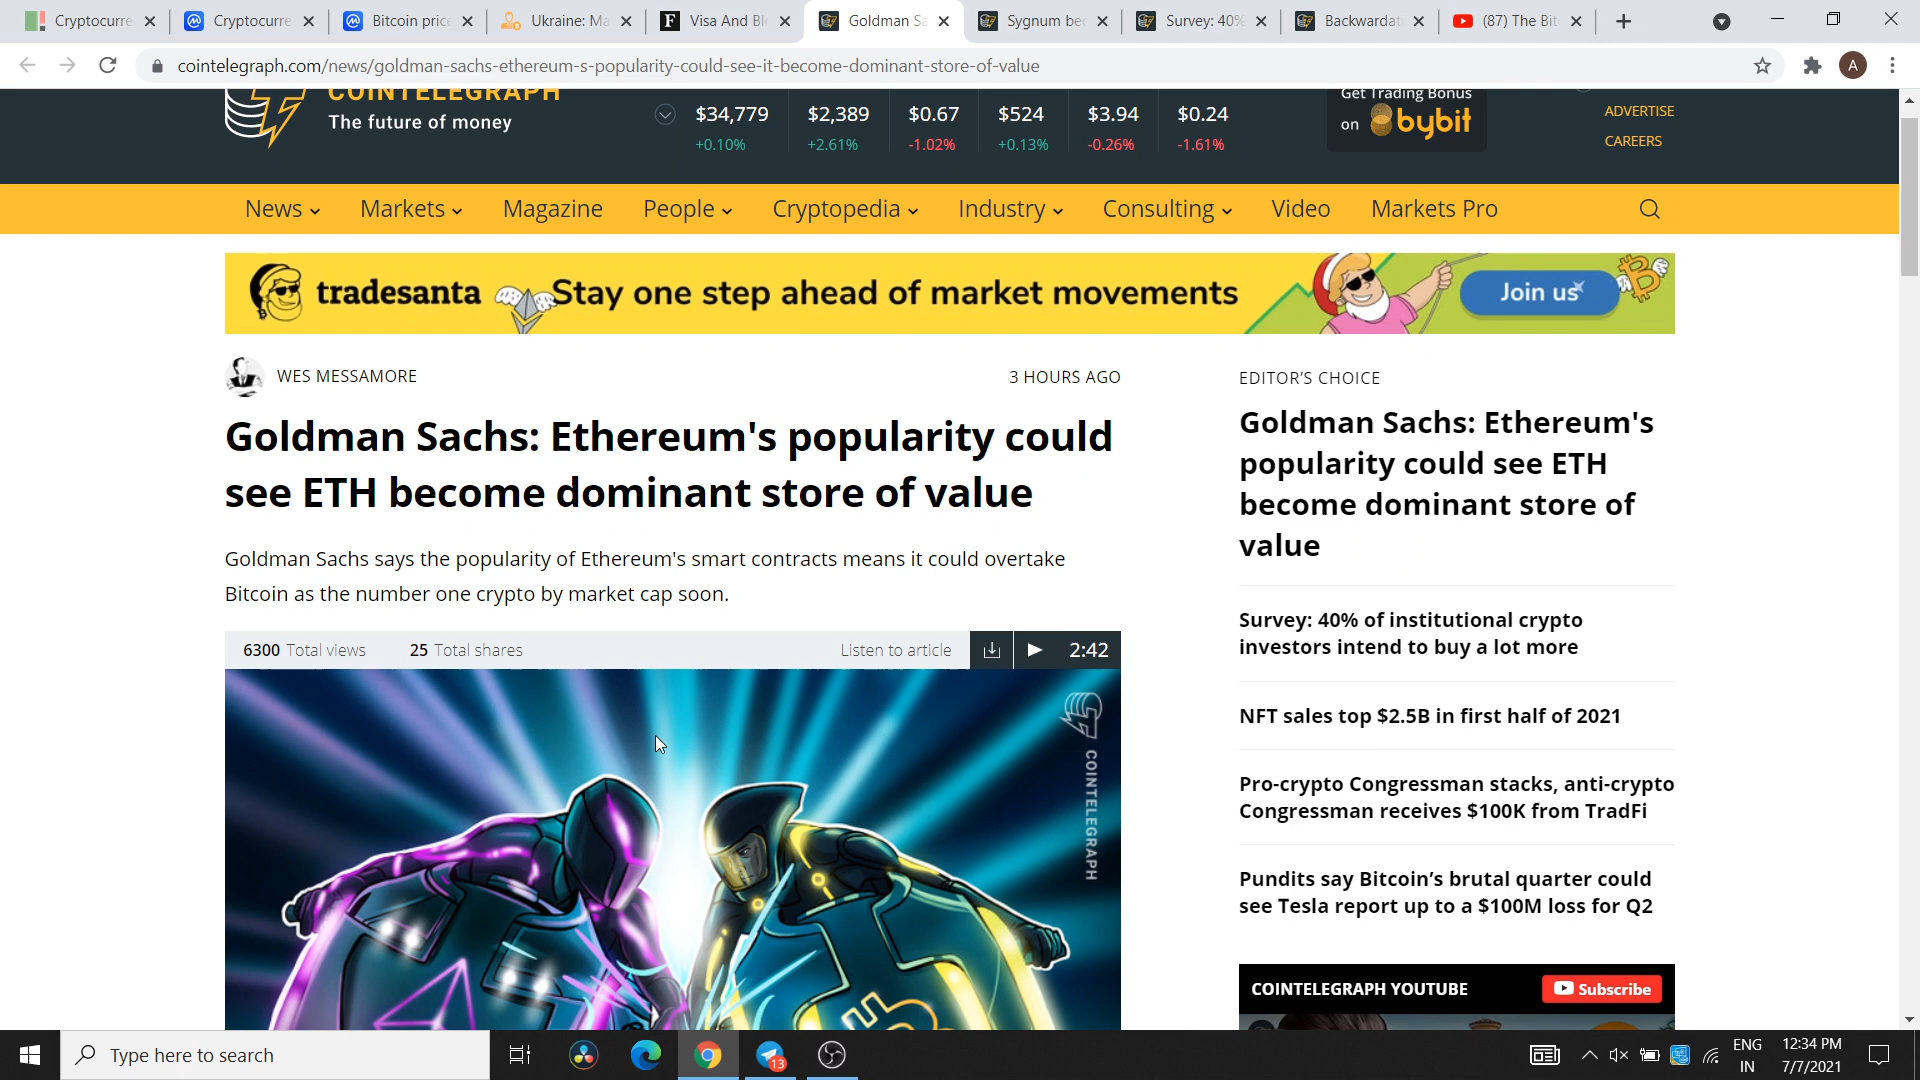 Cryptocurre
Cryptocurre
Bitcoin price
Ukraine: Ma
Visa And Bl
Goldman Sa
Sygnum bec
Survey: 40%
Backwardat
(87) The Bit
cointelegraph.com/news/goldman-sachs-ethereum-s-popularity-could-see-it-become-dominant-store-of-value
A
COINTELEGRAPH
The future of money
$34,779 $2,389 $0.67 $524 $3.94 $0.24
+0.10% +2.61% -1.02% +0.13% -0.26% -1.61%
Get Trading Bonus
on bybit
ADVERTISE
CAREERS
News Markets Magazine People Cryptopedia Industry Consulting Video Markets Pro
tradesanta Stay one step ahead of market movements Join us
WES MESSAMORE
3 HOURS AGO
Goldman Sachs: Ethereum's popularity could
see ETH become dominant store of value
Goldman Sachs says the popularity of Ethereum's smart contracts means it could overtake
Bitcoin as the number one crypto by market cap soon.
6300 Total views 25 Total shares Listen to article 2:42
COINTELEGRAPH
EDITOR'S CHOICE
Goldman Sachs: Ethereum's
popularity could see ETH
become dominant store of
value
Survey: 40% of institutional crypto
investors intend to buy a lot more
NFT sales top $2.5B in first half of 2021
Pro-crypto Congressman stacks, anti-crypto
Congressman receives $100K from TradFi
Pundits say Bitcoin’s brutal quarter could
see Tesla report up to a $100M loss for Q2
COINTELEGRAPH YOUTUBE
Subscribe
Type here to search
13
ENG
IN
12:34 PM
7/7/2021